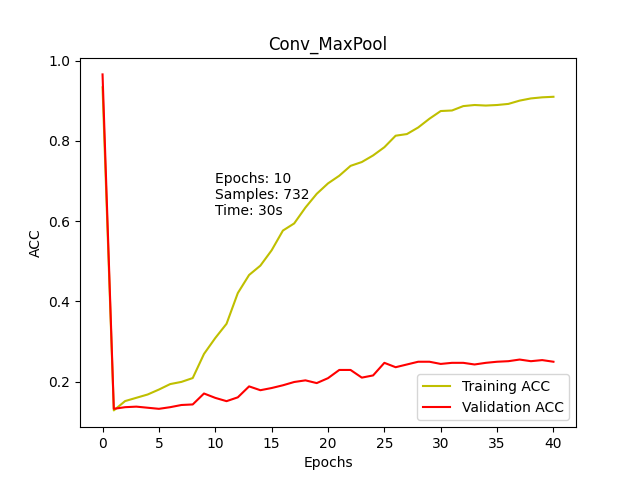 Conv_MaxPool
1.0
0.8
0.6
0.4
0.2
ACC
Epochs: 10
Samples: 732
Time: 30s
Training ACC
Validation ACC
0 5 10 15 20 25 30 35 40
Epochs